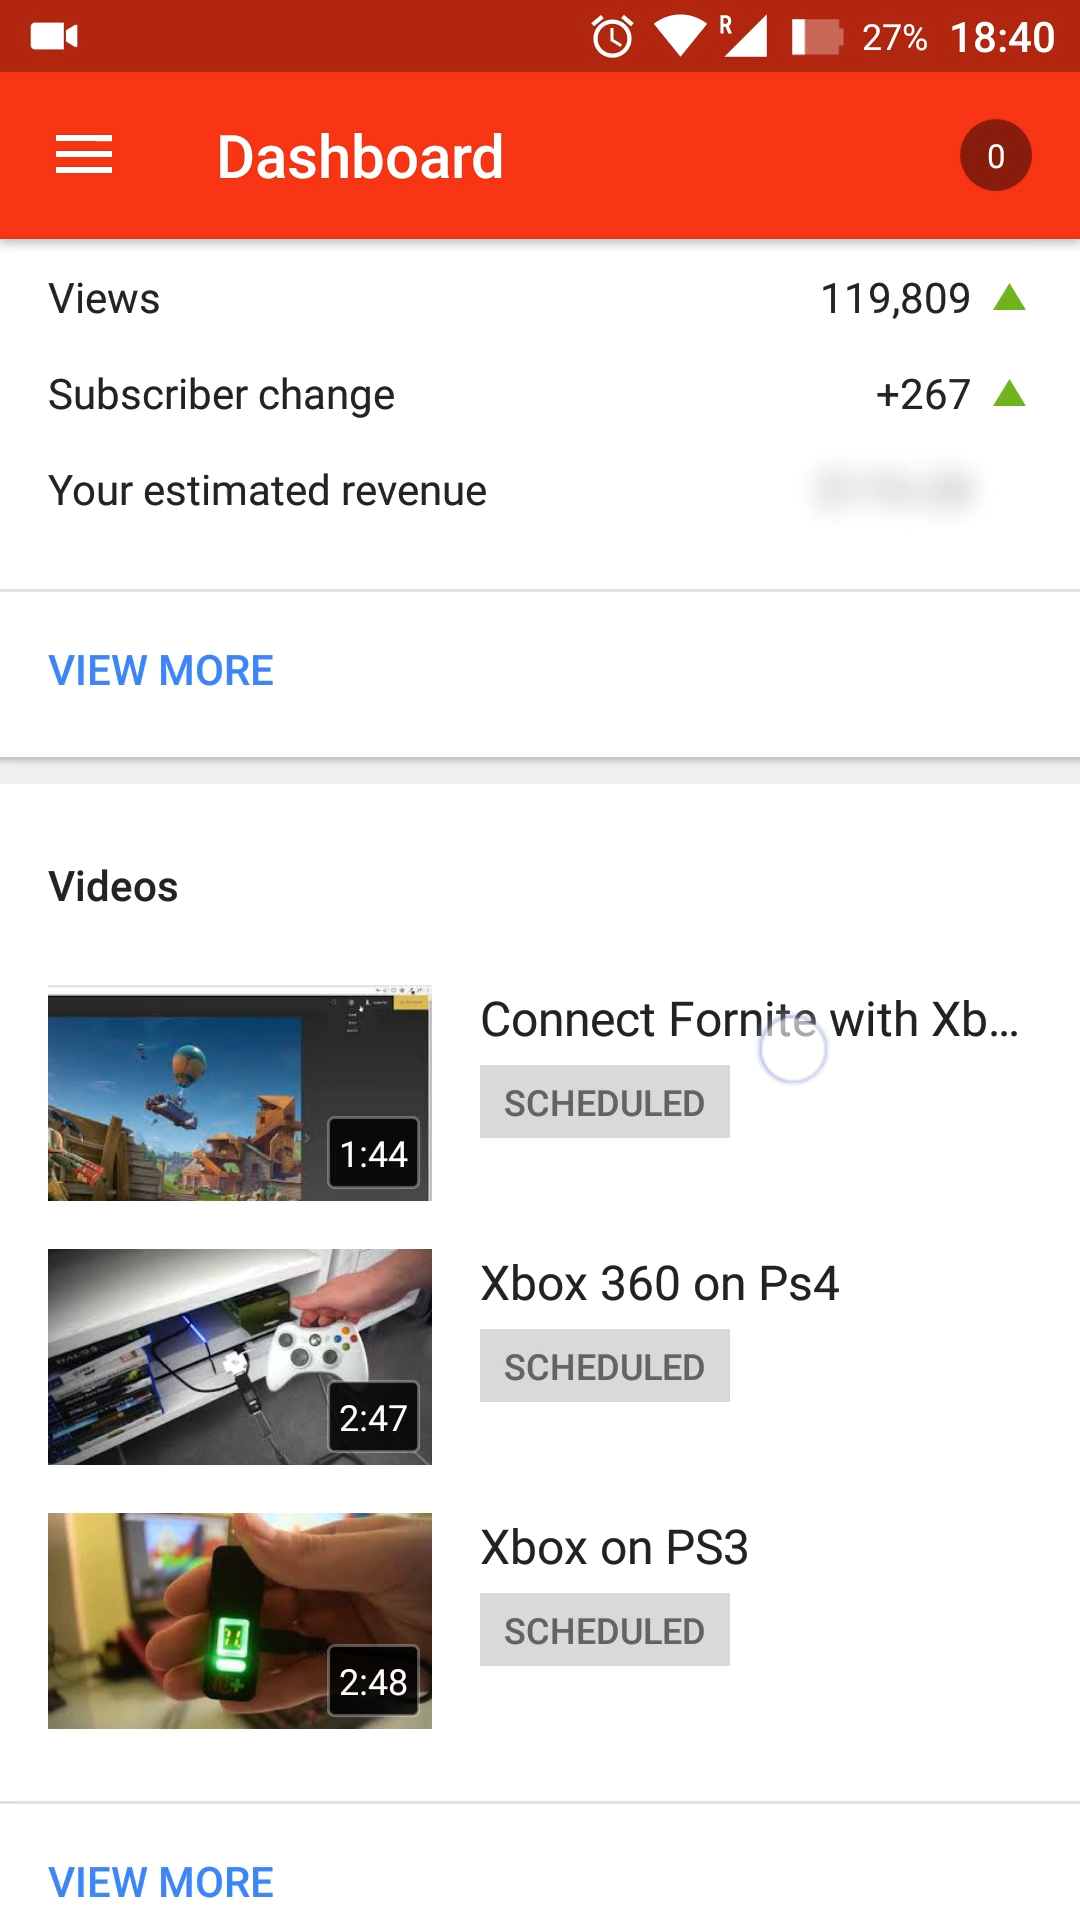 R 27% 18:40
Dashboard 0
Views 119,809
Subscriber change +267
Your estimated revenue
VIEW MORE
Videos
Connect Fornite with Xb...
SCHEDULED
1:44
Xbox 360 on Ps4
SCHEDULED
2:47
Xbox on PS3
SCHEDULED
2:48
VIEW MORE